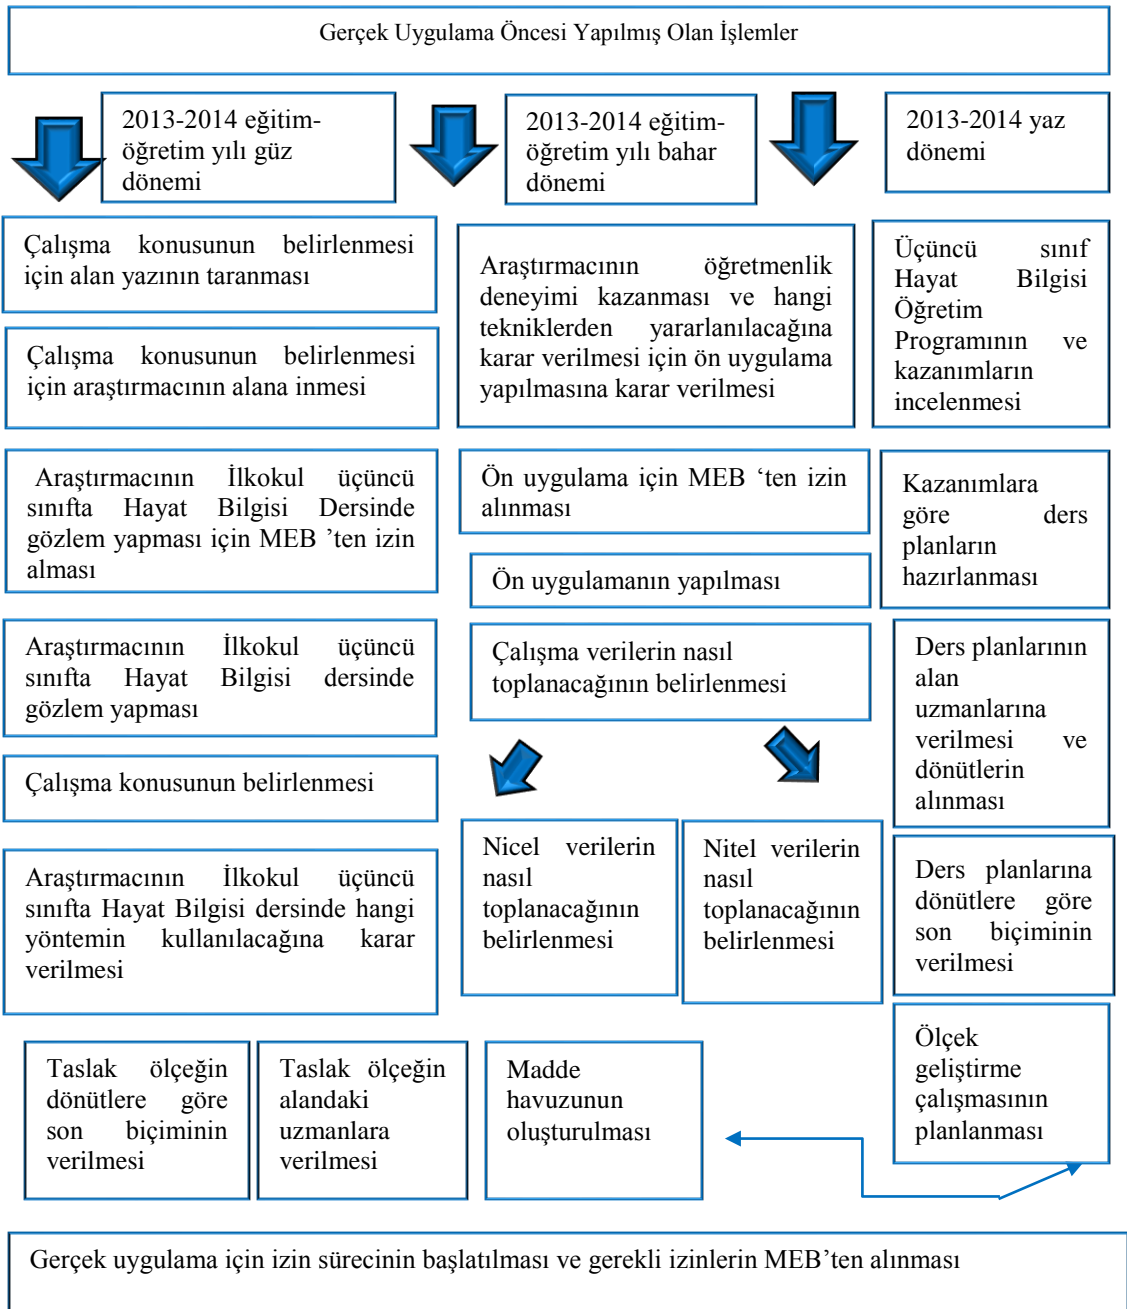 Gerçek Uygulama Öncesi Yapılmış Olan İşlemler
2013-2014 eğitim-
öğretim yılı güz
dönemi
Çalışma konusunun belirlenmesi
için alan yazının taranması
Çalışma konusunun belirlenmesi
için araştırmacının alana inmesi
Araştırmacının İlkokul üçüncü
sınıfta Hayat Bilgisi Dersinde
gözlem yapması için MEB ’ten izin
alması
Araştırmacının İlkokul üçüncü
sınıfta Hayat Bilgisi dersinde
gözlem yapması
Çalışma konusunun belirlenmesi
Araştırmacının İlkokul üçüncü
sınıfta Hayat Bilgisi dersinde hangi
yöntemin kullanılacağına karar
verilmesi
2013-2014 eğitim-
öğretim yılı bahar
dönemi
Araştırmacının öğretmenlik
deneyimi kazanması ve hangi
tekniklerden yararlanılacağına
karar verilmesi için ön uygulama
yapılmasına karar verilmesi
Ön uygulama için MEB ‘ten izin
alınması
Ön uygulamanın yapılması
Çalışma verilerin nasıl
toplanacağının belirlenmesi
Nicel verilerin
nasıl
toplanacağının
belirlenmesi
Nitel verilerin
nasıl
toplanacağının
belirlenmesi
2013-2014 yaz
dönemi
Üçüncü sınıf
Hayat Bilgisi
Öğretim
Programının ve
kazanımların
incelenmesi
Kazanımlara
göre ders
planların
hazırlanması
Ders planlarının
alan
uzmanlarına
verilmesi ve
dönütlerin
alınması
Ders planlarına
dönütlere göre
son biçiminin
verilmesi
Ölçek
geliştirme
çalışmasının
planlanması
Madde
havuzunun
oluşturulması
Taslak ölçeğin
alandaki
uzmanlara
verilmesi
Taslak ölçeğin
dönütlere göre
son biçiminin
verilmesi
Gerçek uygulama için izin sürecinin başlatılması ve gerekli izinlerin MEB’ten alınması